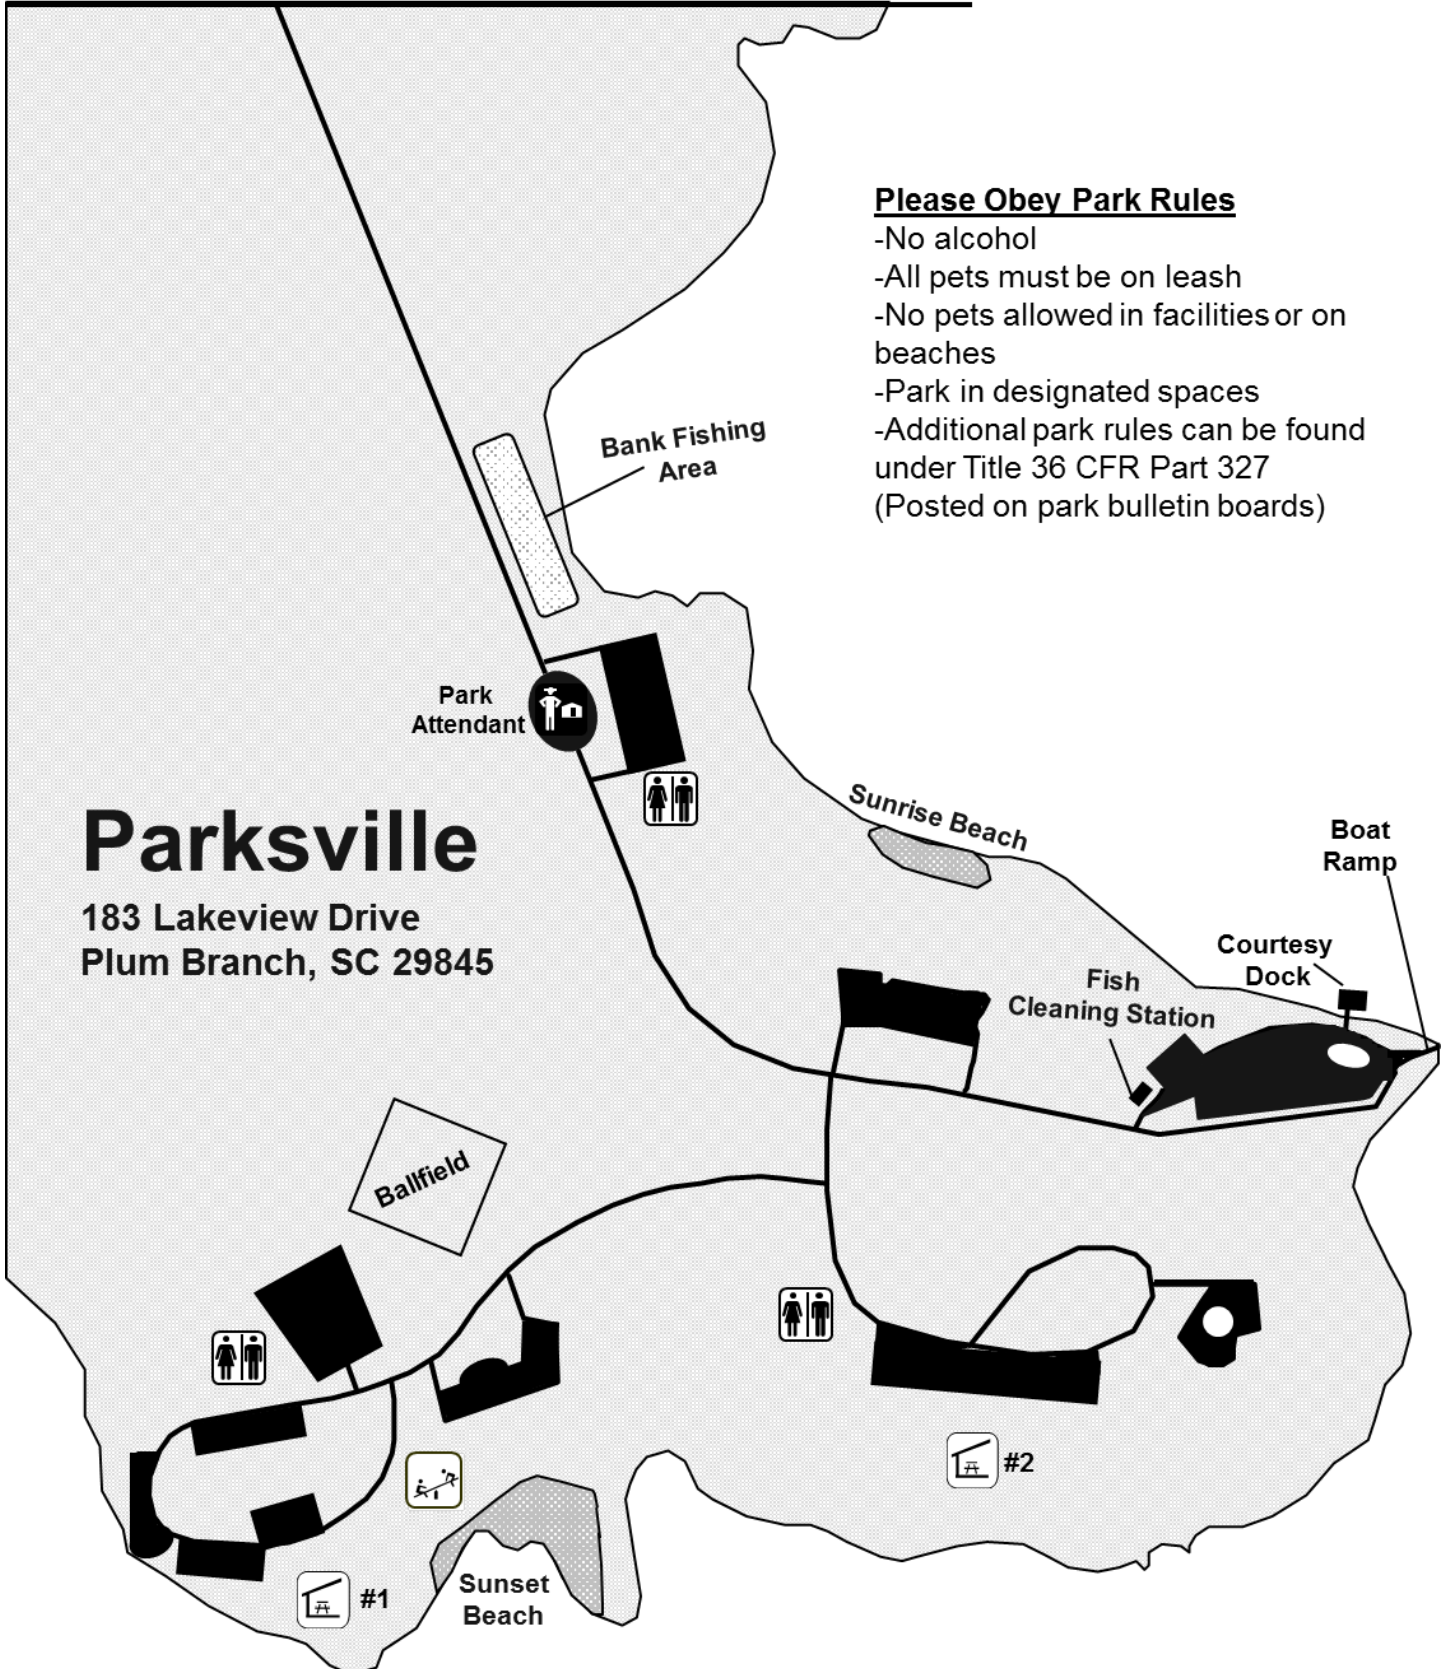 Please Obey Park Rules
-No alcohol
-All pets must be on leash
-No pets allowed in facilities or on
beaches
-Park in designated spaces
-Additional park rules can be found
under Title 36 CFR Part 327
(Posted on park bulletin boards)
Bank Fishing
Area
Park
Attendant
Parksville
183 Lakeview Drive
Plum Branch, SC 29845
Sunrise Beach
Boat
Ramp
Courtesy
Dock
Fish
Cleaning Station
Ballfield
#2
#1
Sunset
Beach